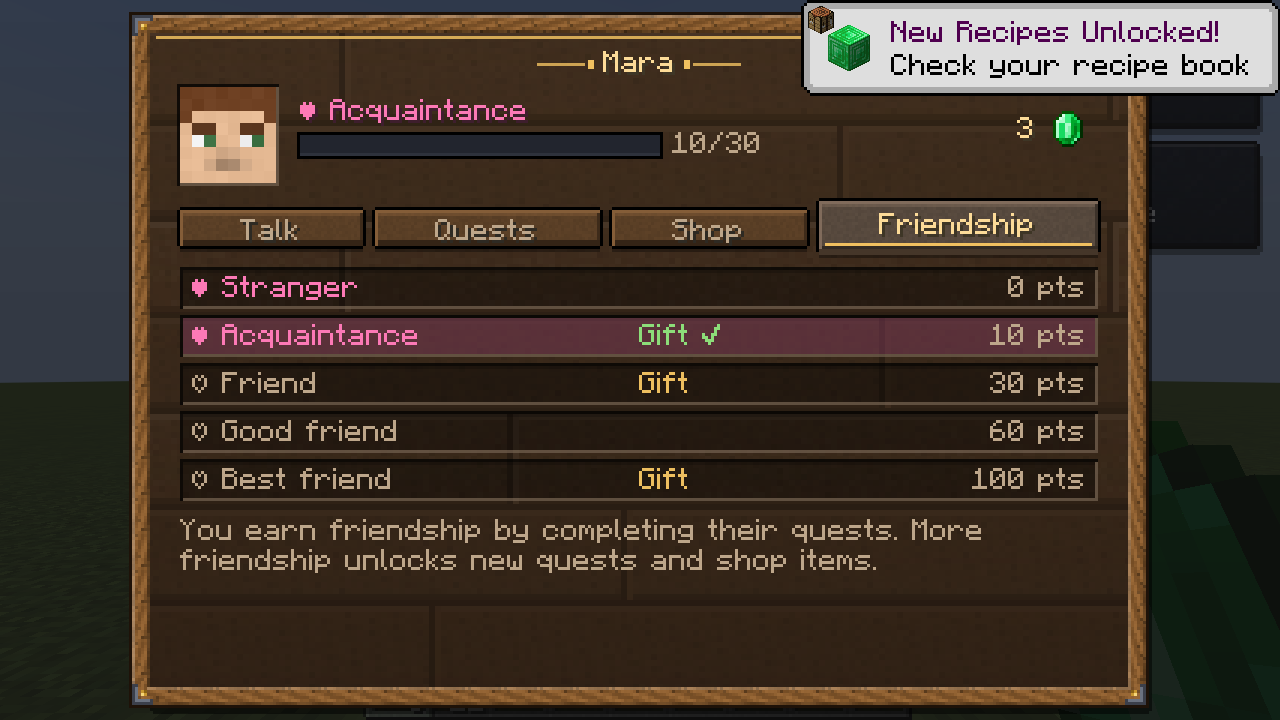 New Recipes Unlocked!
Check your recipe book
Mara
Acquaintance
10/30
3
Talk
Quests
Shop
Friendship
Stranger 0 pts
Acquaintance Gift ✓ 10 pts
Friend Gift 30 pts
Good friend 60 pts
Best friend Gift 100 pts
You earn friendship by completing their quests. More
friendship unlocks new quests and shop items.